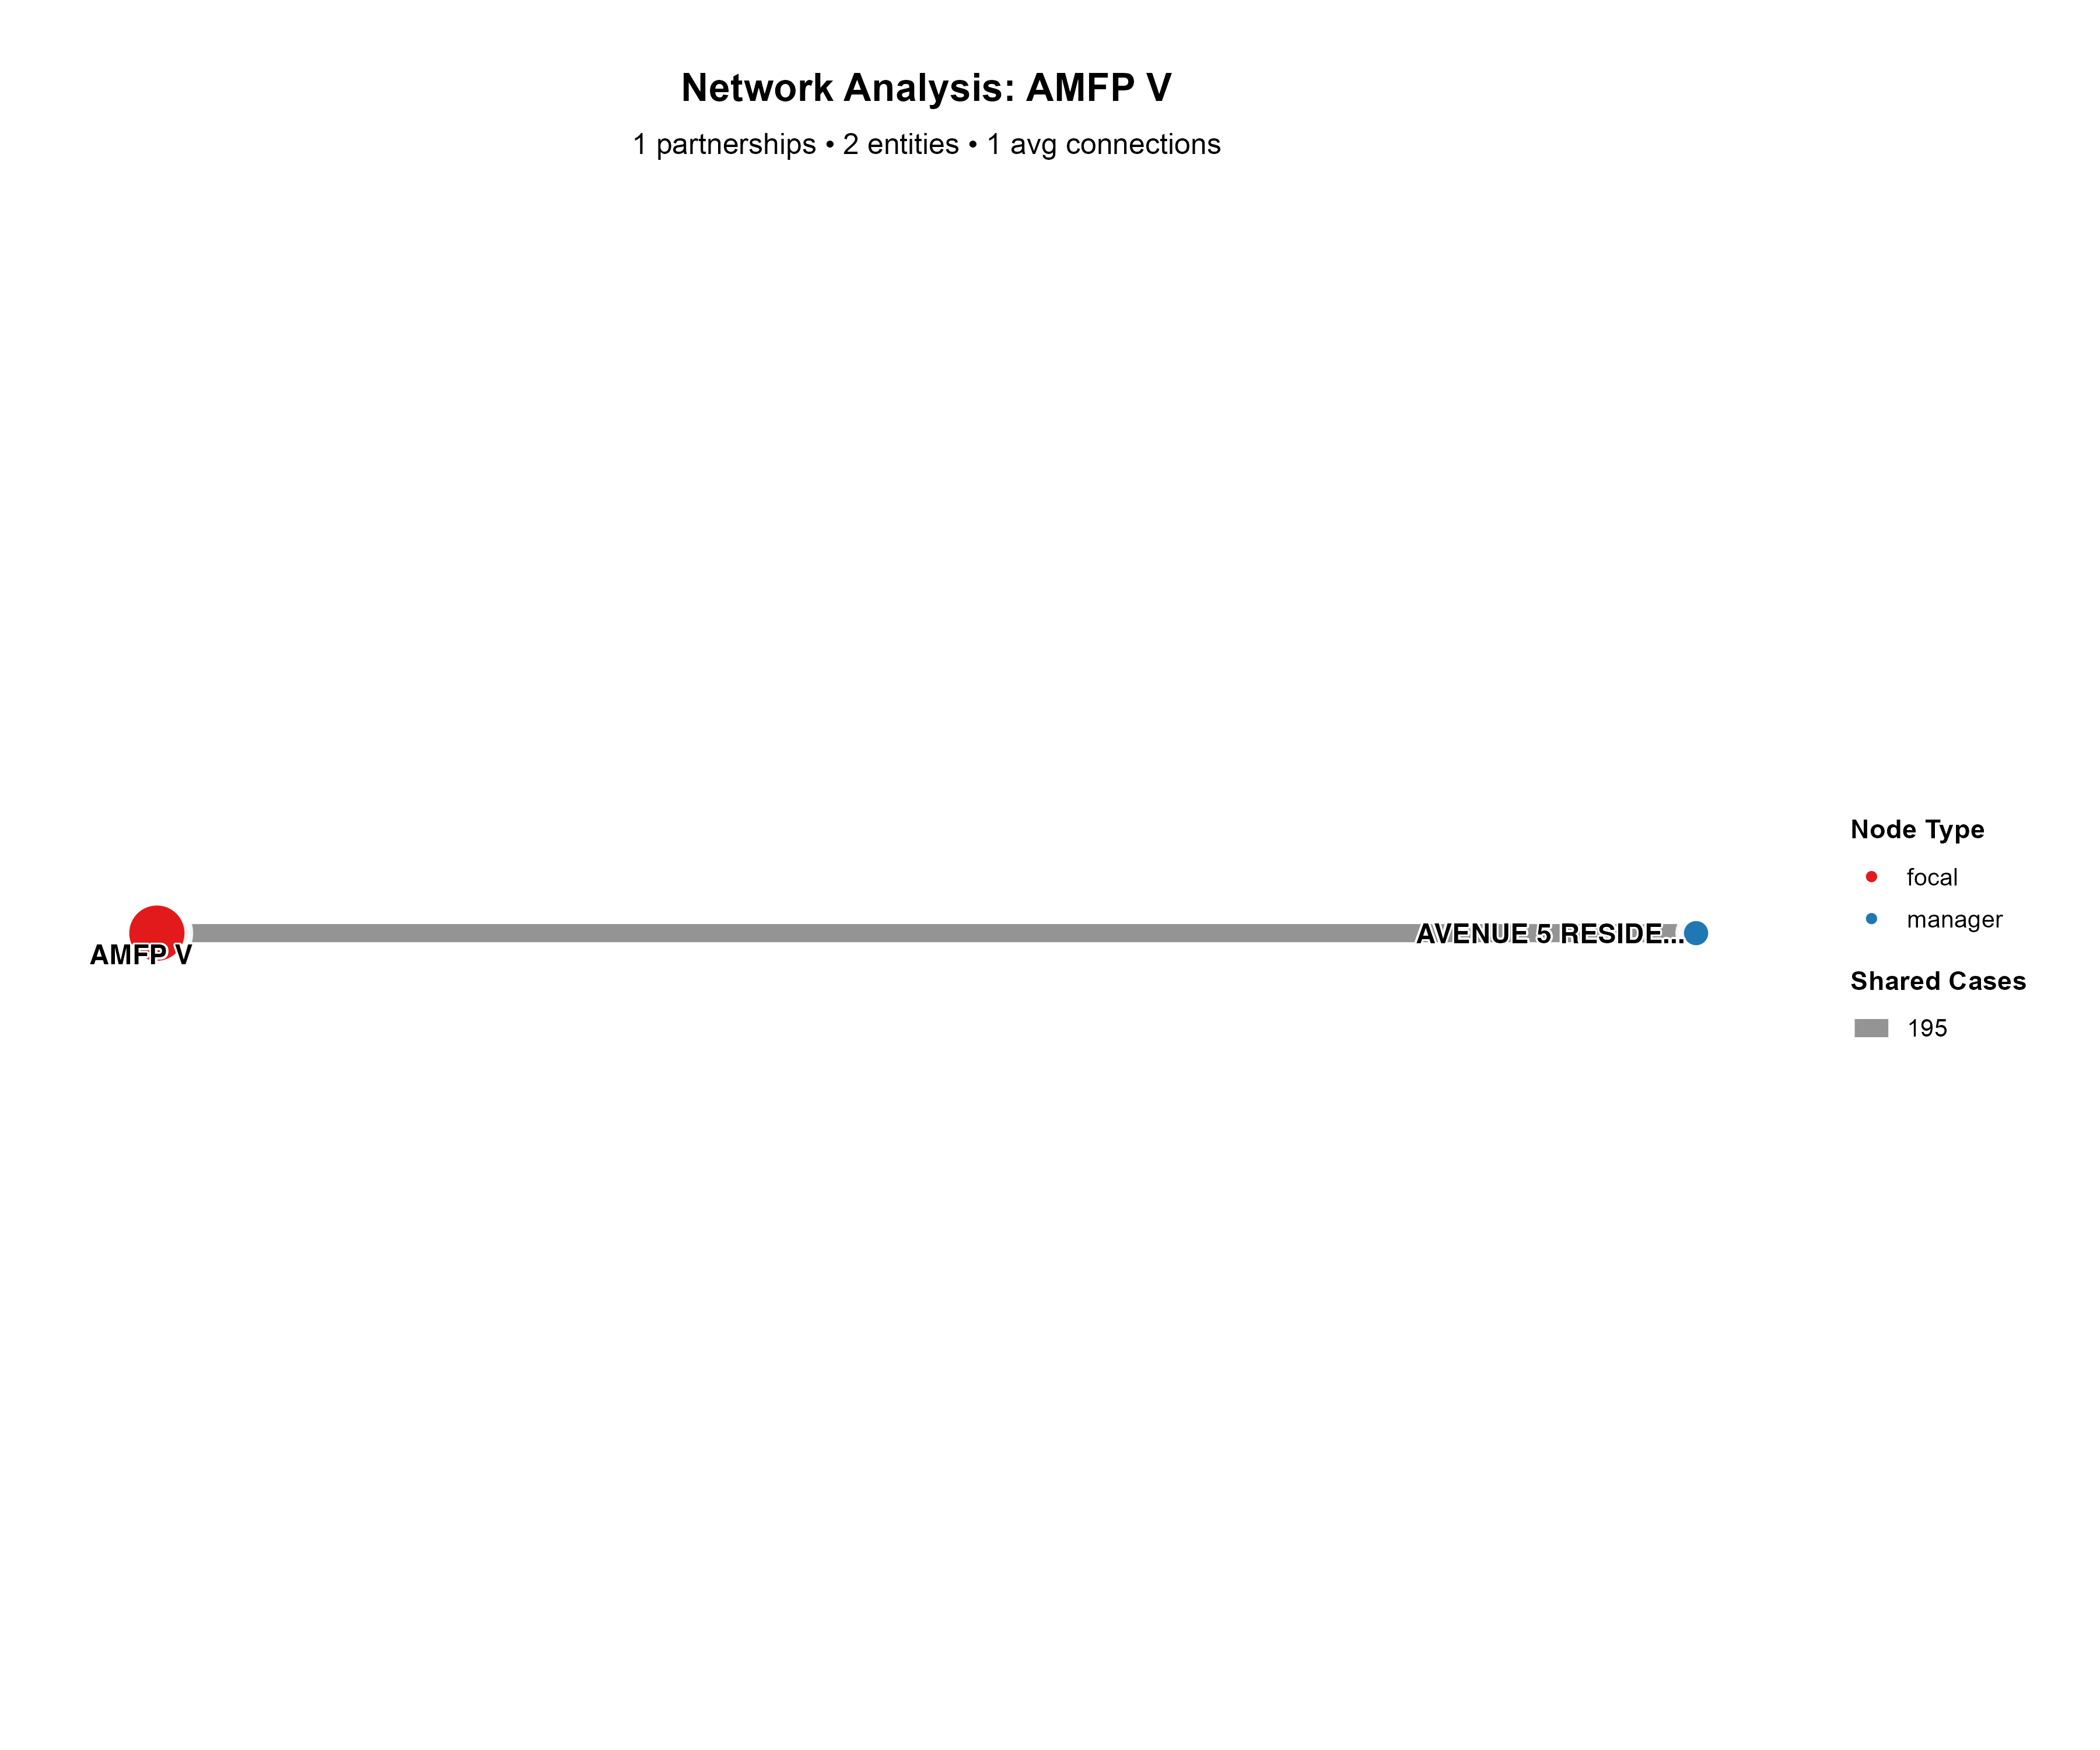 Network Analysis: AMFP V
1 partnerships • 2 entities • 1 avg connections
AMFP V
AVENUE 5 RESIDE...
Node Type
focal
manager
Shared Cases
195